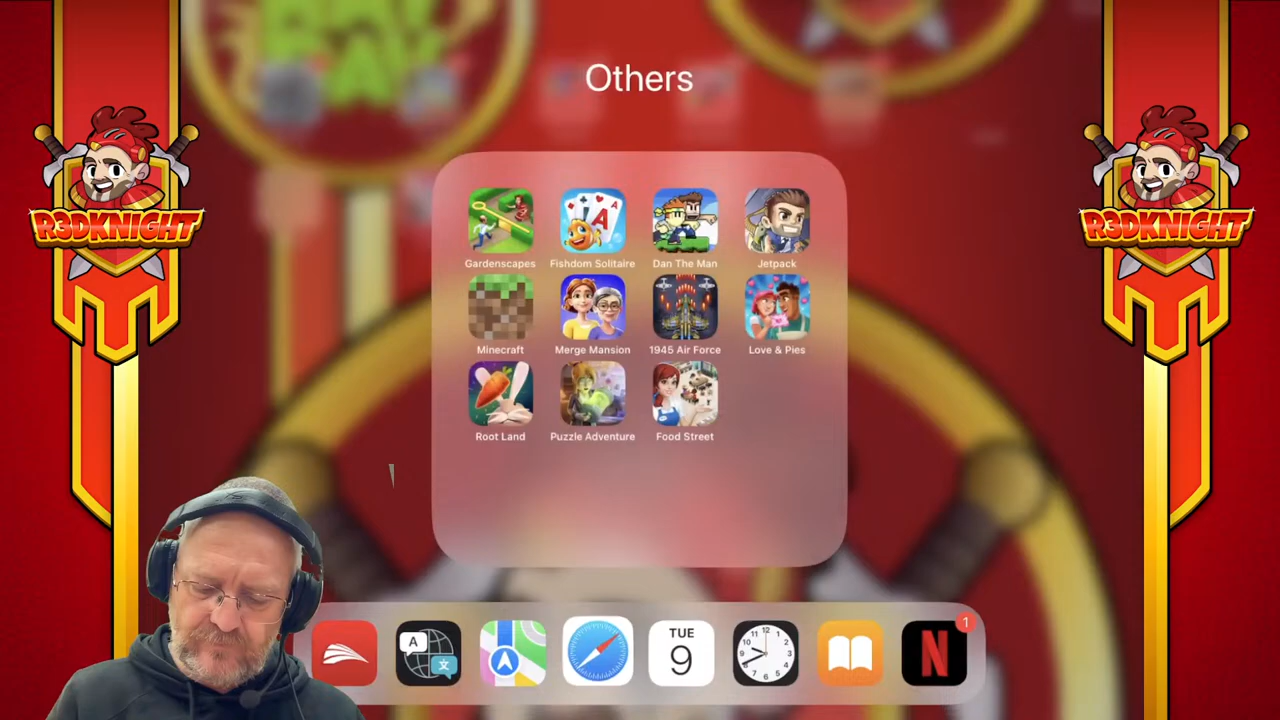 Others
R3DKNIGHT
R3DKNIGHT
Gardenscapes
Fishdom Solitaire
Dan The Man
Jetpack
Minecraft
Merge Mansion
1945 Air Force
Love & Pies
Root Land
Puzzle Adventure
Food Street
A
文
TUE
9
N
1